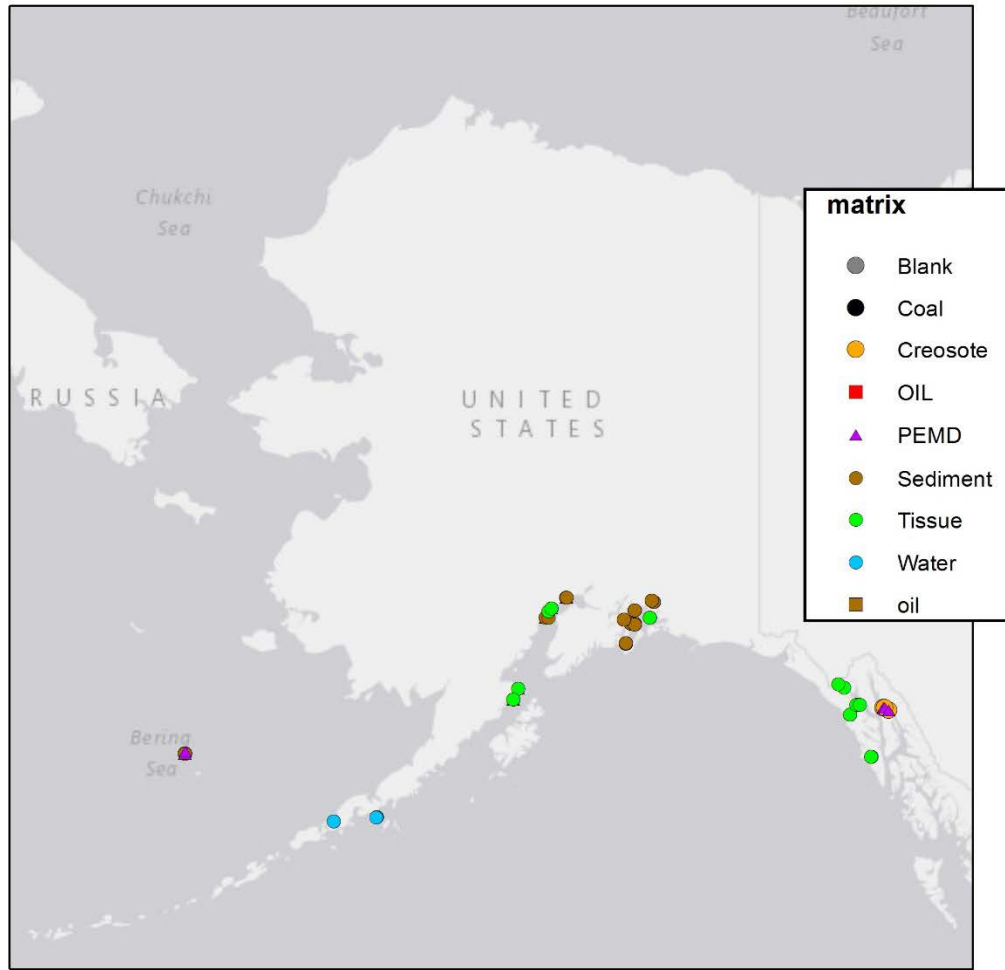 Beaufort
Sea
Chukchi
Sea
RUSSIA
UNITED
STATES
Bering
Sea
matrix
Blank
Coal
Creosote
OIL
PEMD
Sediment
Tissue
Water
oil